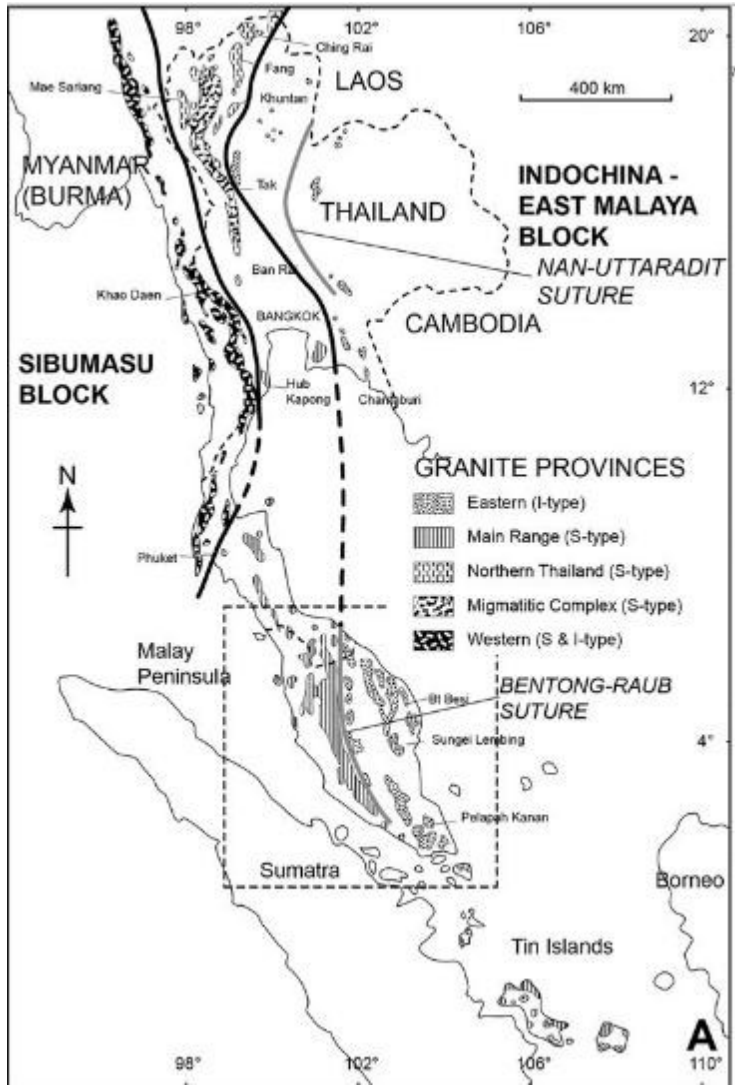 98°
102°
106°
20°
Ching Rai
Fang
LAOS
400 km
Mae Sariang
Khuntan
MYANMAR
(BURMA)
INDOCHINA -
EAST MALAYA
BLOCK
Tak
THAILAND
NAN-UTTARADIT
SUTURE
Ban Rai
Khao Daen
BANGKOK
CAMBODIA
SIBUMASU
BLOCK
Hub
Kapong
12°
N
GRANITE PROVINCES
Eastern (I-type)
Main Range (S-type)
Northern Thailand (S-type)
Migmatitic Complex (S-type)
Western (S & I-type)
Phuket
Malay
Peninsula
Bt Besi
BENTONG-RAUB
SUTURE
Sungei Lembing
4°
Pelapah Kanan
Sumatra
Borneo
Tin Islands
A
98°
102°
106°
110°